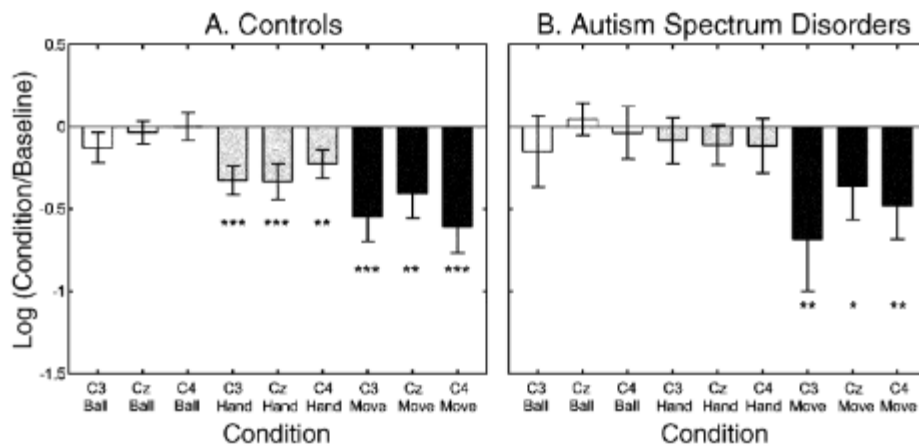 A. Controls
B. Autism Spectrum Disorders
Log (Condition/Baseline)
0.5
0
-0.5
-1
-1.5
*** *** ** *** ** ***
** * **
C3 Cz C4 C3 Cz C4 C3 Cz C4
Ball Ball Ball Hand Hand Hand Move Move Move
Condition
C3 Cz C4 C3 Cz C4 C3 Cz C4
Ball Ball Ball Hand Hand Hand Move Move Move
Condition